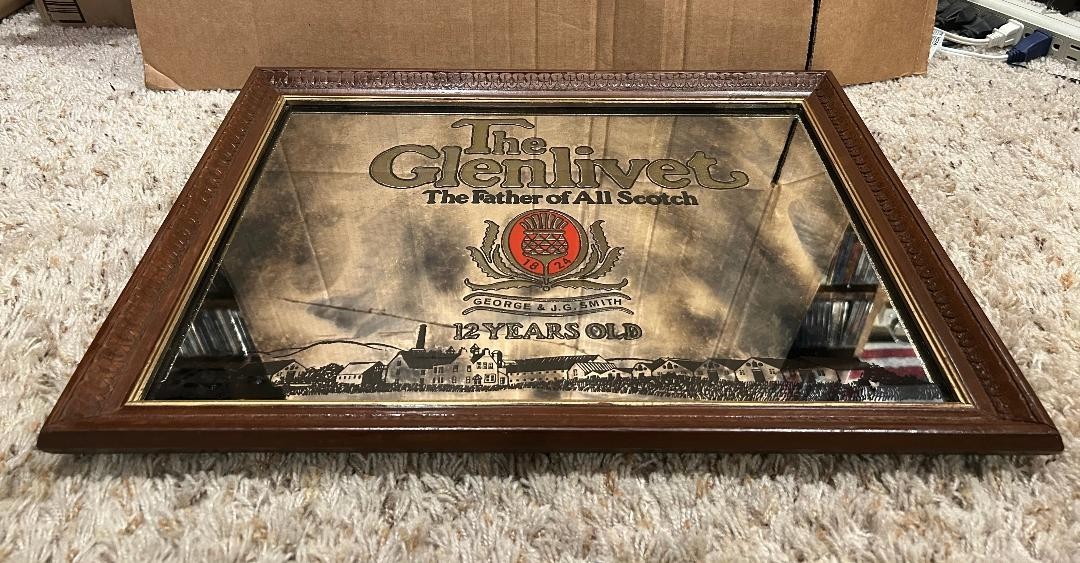 The
Glenlivet
The Father of All Scotch
18 24
GEORGE & J.G. SMITH
12 YEARS OLD